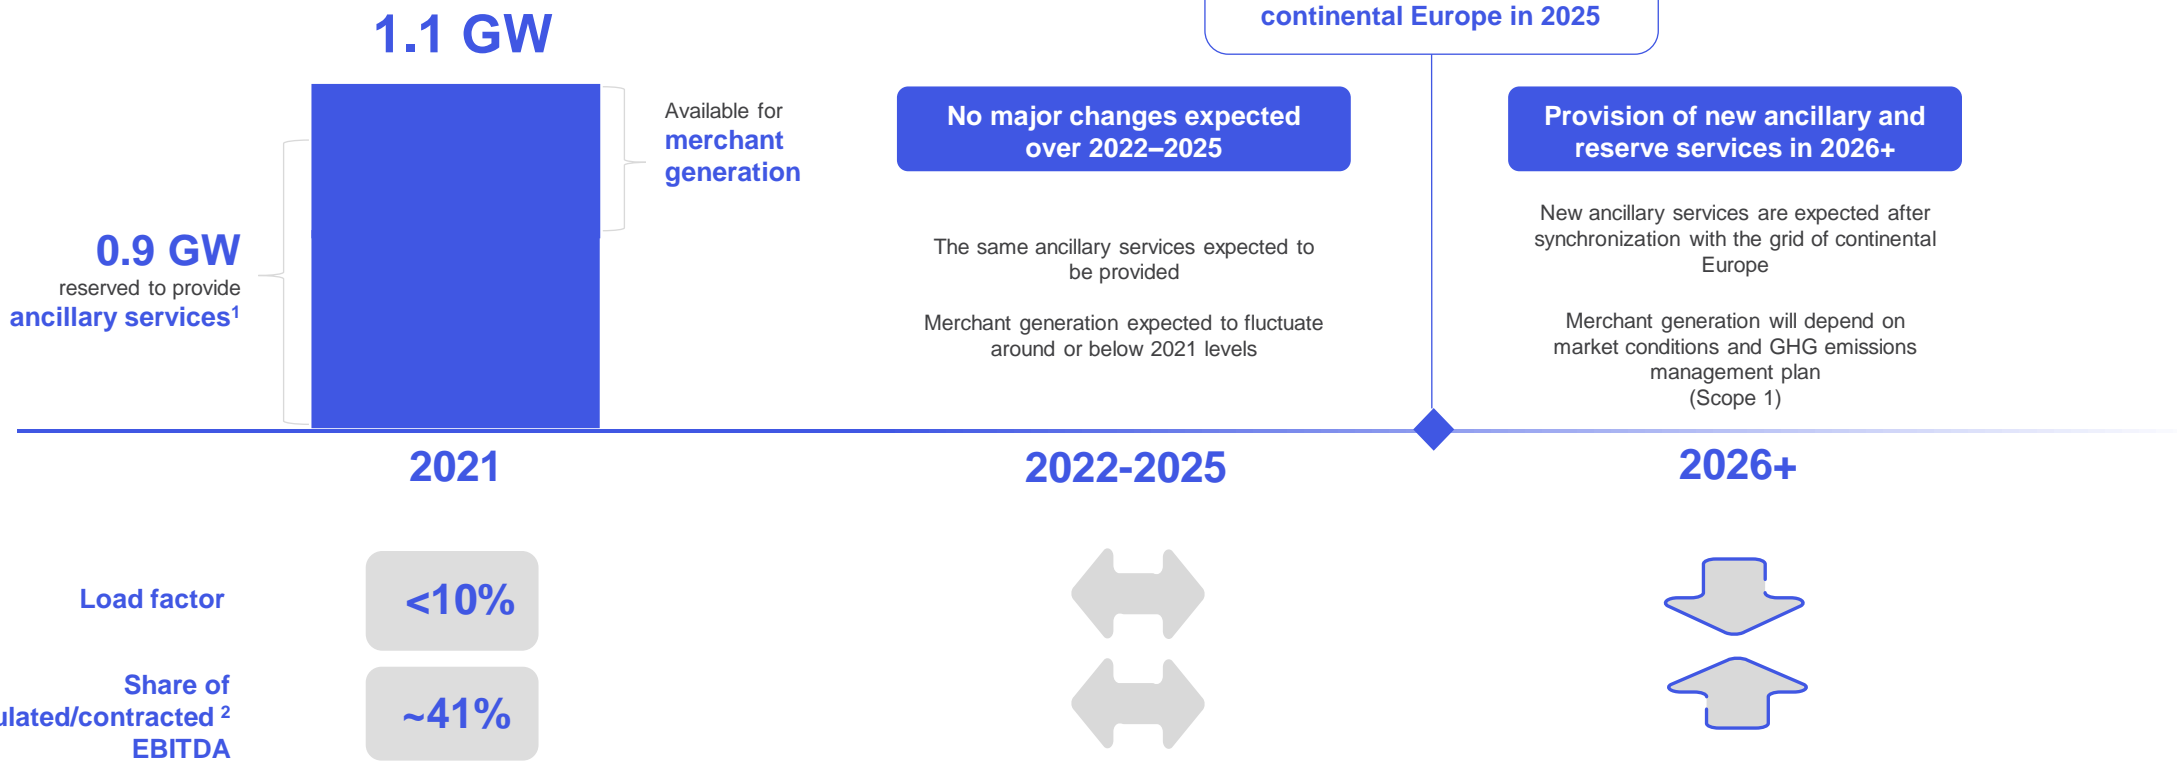 continental Europe in 2025
1.1 GW
Available for
merchant
generation
0.9 GW
reserved to provide
ancillary services¹
No major changes expected
over 2022–2025
The same ancillary services expected to
be provided
Merchant generation expected to fluctuate
around or below 2021 levels
Provision of new ancillary and
reserve services in 2026+
New ancillary services are expected after
synchronization with the grid of continental
Europe
Merchant generation will depend on
market conditions and GHG emissions
management plan
(Scope 1)
2021
2022-2025
2026+
Load factor
<10%
Share of
ulated/contracted ²
EBITDA
~41%